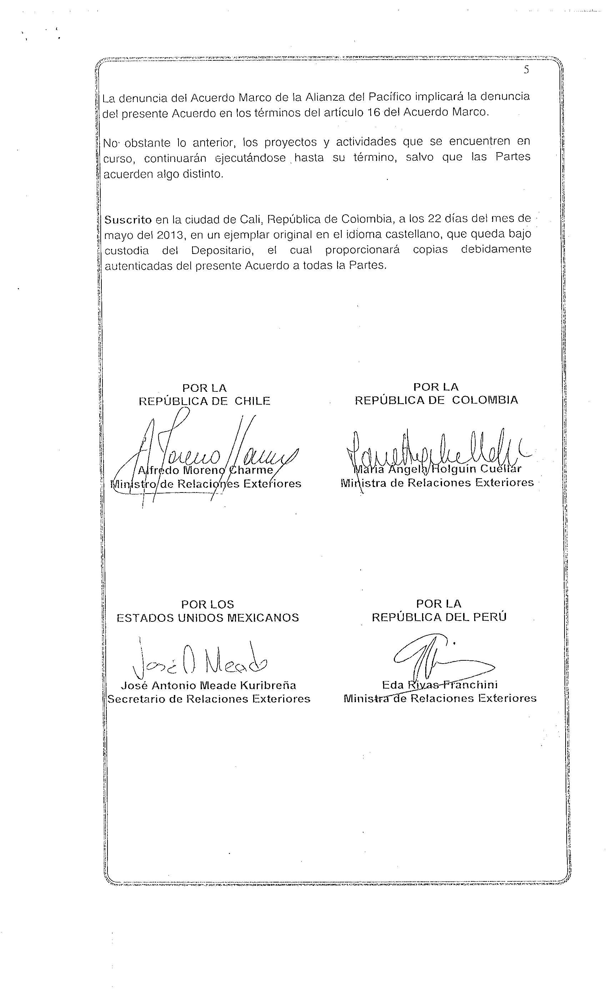 5
La denuncia del Acuerdo Marco de la Alianza del Pacífico implicará la denuncia
del presente Acuerdo en los términos del artículo 16 del Acuerdo Marco.
No obstante lo anterior, los proyectos y actividades que se encuentren en
curso, continuarán ejecutándose hasta su término, salvo que las Partes
acuerden algo distinto.
Suscrito en la ciudad de Cali, República de Colombia, a los 22 días del mes de
mayo del 2013, en un ejemplar original en el idioma castellano, que queda bajo
custodia del Depositario, el cual proporcionará copias debidamente
autenticadas del presente Acuerdo a todas la Partes.
POR LA
REPÚBLICA DE CHILE
Alfredo Moreno Charme
Ministro de Relaciones Exteriores
POR LA
REPÚBLICA DE COLOMBIA
María Angela Holguín Cuéllar
Ministra de Relaciones Exteriores
POR LOS
ESTADOS UNIDOS MEXICANOS
José A Meade
José Antonio Meade Kuribreña
Secretario de Relaciones Exteriores
POR LA
REPÚBLICA DEL PERÚ
Eda Rivas Franchini
Ministra de Relaciones Exteriores